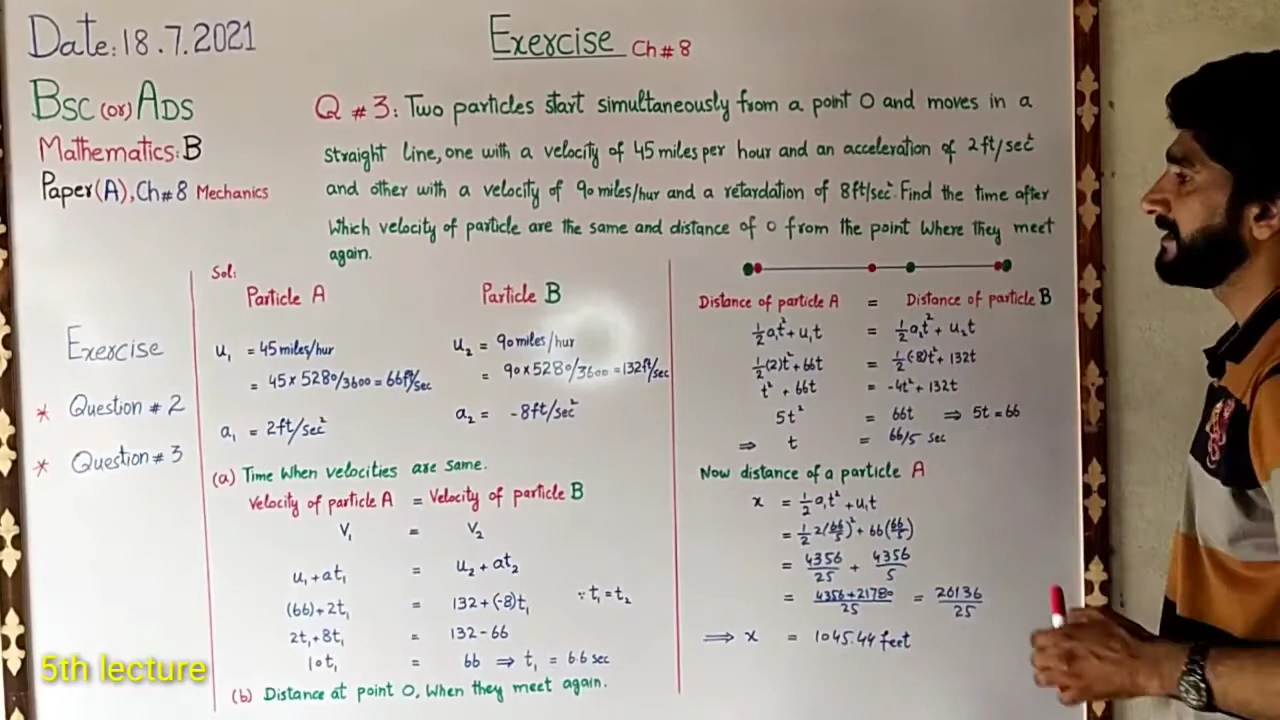 Date: 18.7.2021
Exercise Ch# 8
BSC (or) ADS
Mathematics: B
Paper (A), Ch# 8 Mechanics
Q # 3: Two particles start simultaneously from a point O and moves in a
straight line, one with a velocity of 45 miles per hour and an acceleration of 2ft/sec²
and other with a velocity of 90 miles/hur and a retardation of 8ft/sec². Find the time after
Which velocity of particle are the same and distance of O from the point Where they meet
again.
Exercise
* Question # 2
* Question # 3
Sol:
Particle A Particle B
u₁ = 45 miles/hur u₂ = 90 miles/hur
= 45 x 5280/3600 = 66 ft/sec = 90 x 5280/3600 = 132 ft/sec
a₁ = 2ft/sec² a₂ = -8ft/sec²
(a) Time When velocities are same.
Velocity of particle A = Velocity of particle B
V₁ = V₂
u₁ + at₁ = u₂ + at₂
(66) + 2t₁ = 132 + (-8)t₁ ∵ t₁ = t₂
2t₁ + 8t₁ = 132 - 66
10t₁ = 66 ⇒ t₁ = 6.6 sec
(b) Distance at point O, When they meet again.
Distance of particle A = Distance of particle B
½a₁t² + u₁t = ½a₂t² + u₂t
½(2)t² + 66t = ½(-8)t² + 132t
t² + 66t = -4t² + 132t
5t² = 66t ⇒ 5t = 66
⇒ t = 66/5 sec
Now distance of a particle A
x = ½a₁t² + u₁t
= ½ 2(66/5)² + 66(66/5)
= 4356/25 + 4356/5
= 4356+21780/25 = 26136/25
⟹ x = 1045.44 feet
5th lecture